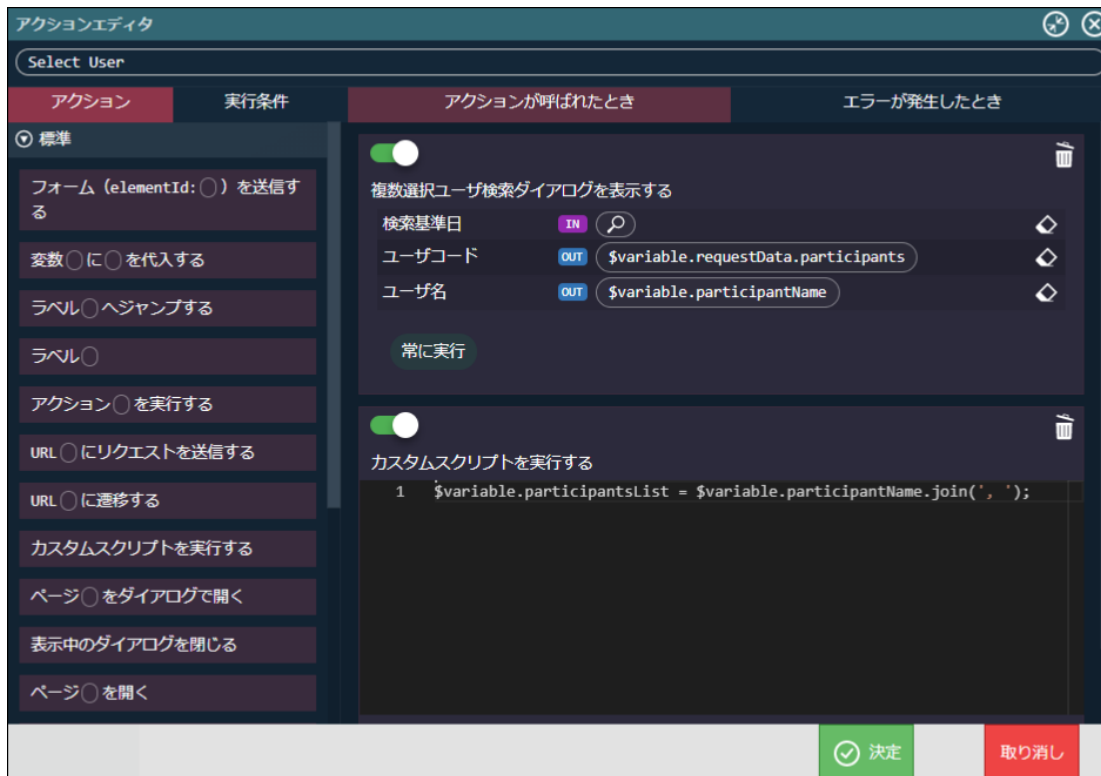 アクションエディタ
Select User
アクション
実行条件
アクションが呼ばれたとき
エラーが発生したとき
標準
フォーム（elementId:○）を送信す
る
変数○に○を代入する
ラベル○へジャンプする
ラベル○
アクション○を実行する
URL○にリクエストを送信する
URL○に遷移する
カスタムスクリプトを実行する
ページ○をダイアログで開く
表示中のダイアログを閉じる
ページ○を開く
複数選択ユーザ検索ダイアログを表示する
検索基準日 IN
ユーザコード OUT $variable.requestData.participants
ユーザ名 OUT $variable.participantName
常に実行
カスタムスクリプトを実行する
1 $variable.participantsList = $variable.participantName.join(', ');
決定
取り消し